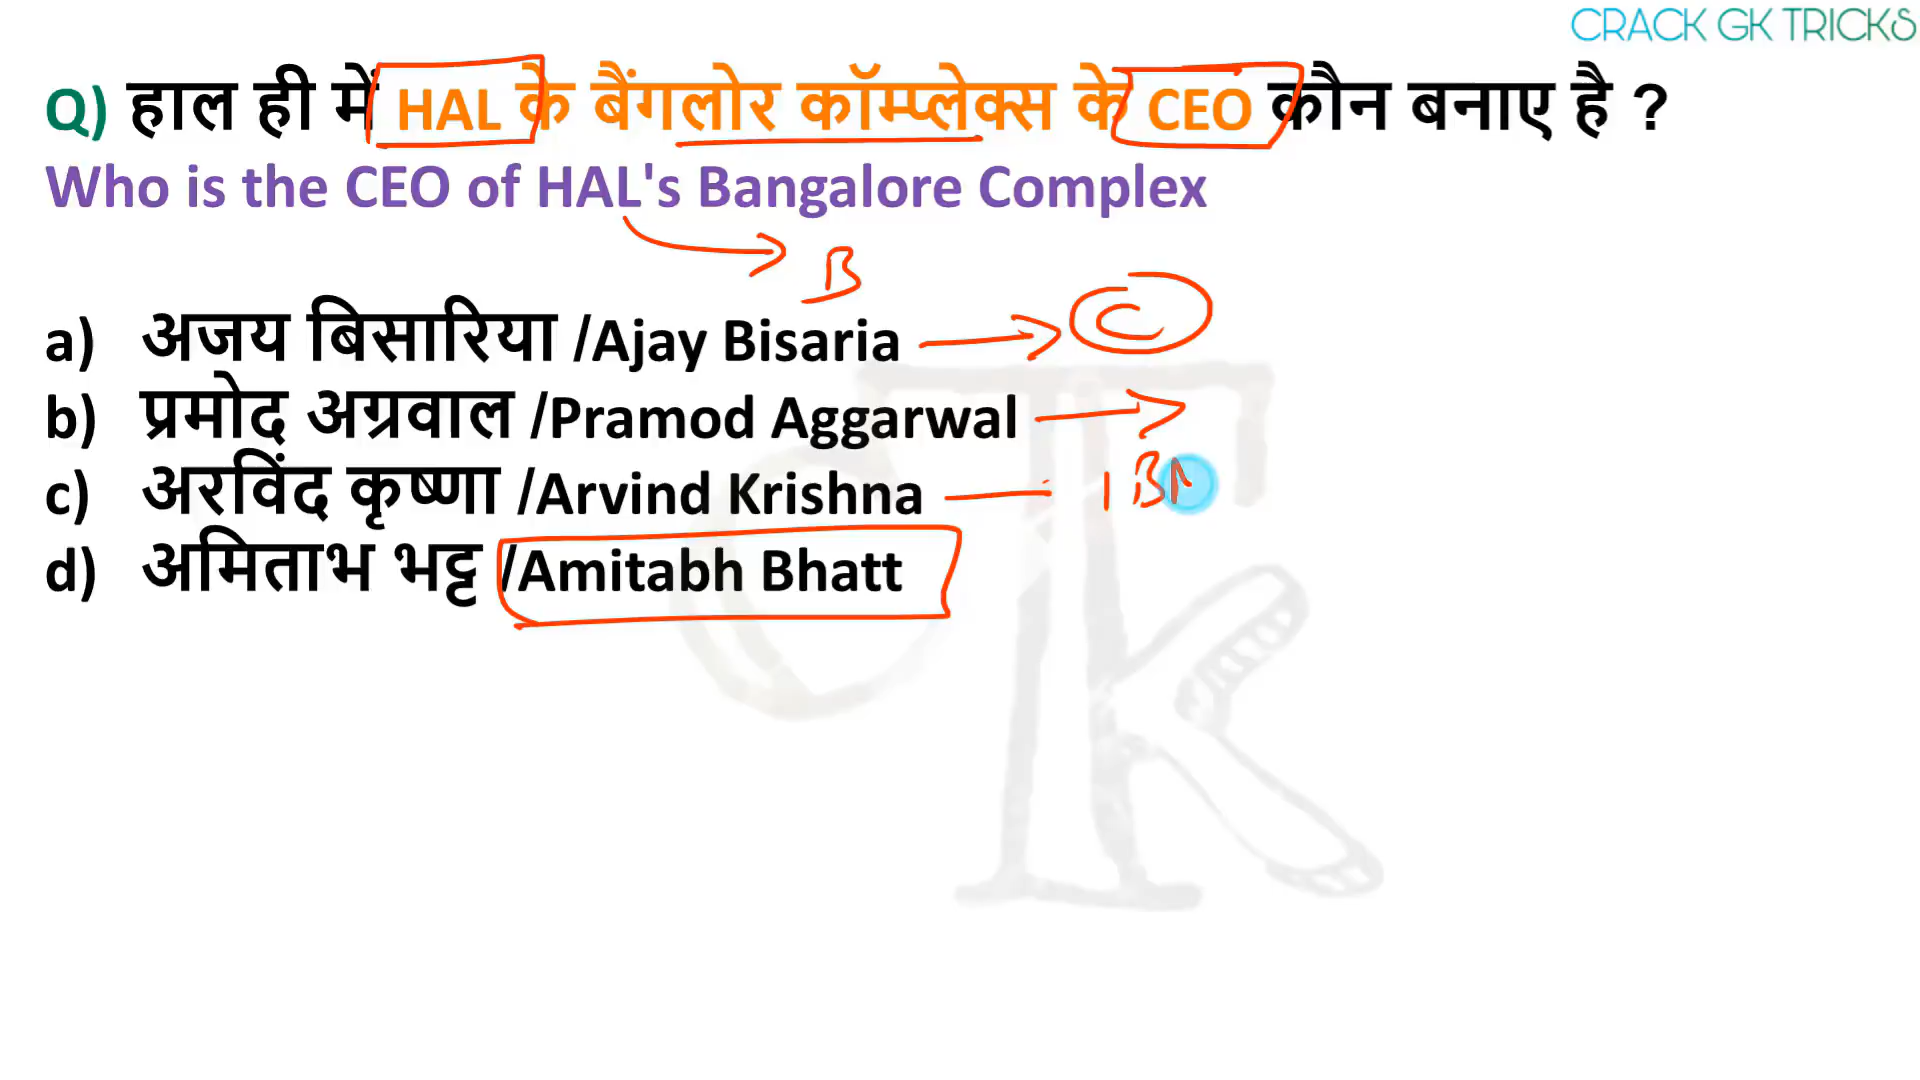 CRACK GK TRICKS
Q) हाल ही में HAL के बैंगलोर कॉम्प्लेक्स के CEO कौन बनाए है ?
Who is the CEO of HAL's Bangalore Complex
B
a) अजय बिसारिया /Ajay Bisaria C
b) प्रमोद अग्रवाल /Pramod Aggarwal
c) अरविंद कृष्णा /Arvind Krishna IB
d) अमिताभ भट्ट /Amitabh Bhatt